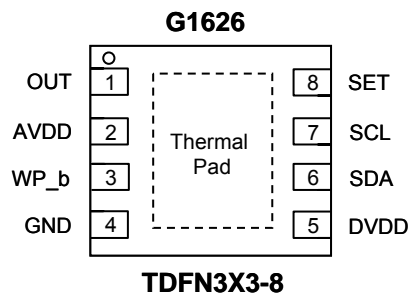 G1626
OUT 1 8 SET
AVDD 2 7 SCL
Thermal
Pad
WP_b 3 6 SDA
GND 4 5 DVDD
TDFN3X3-8